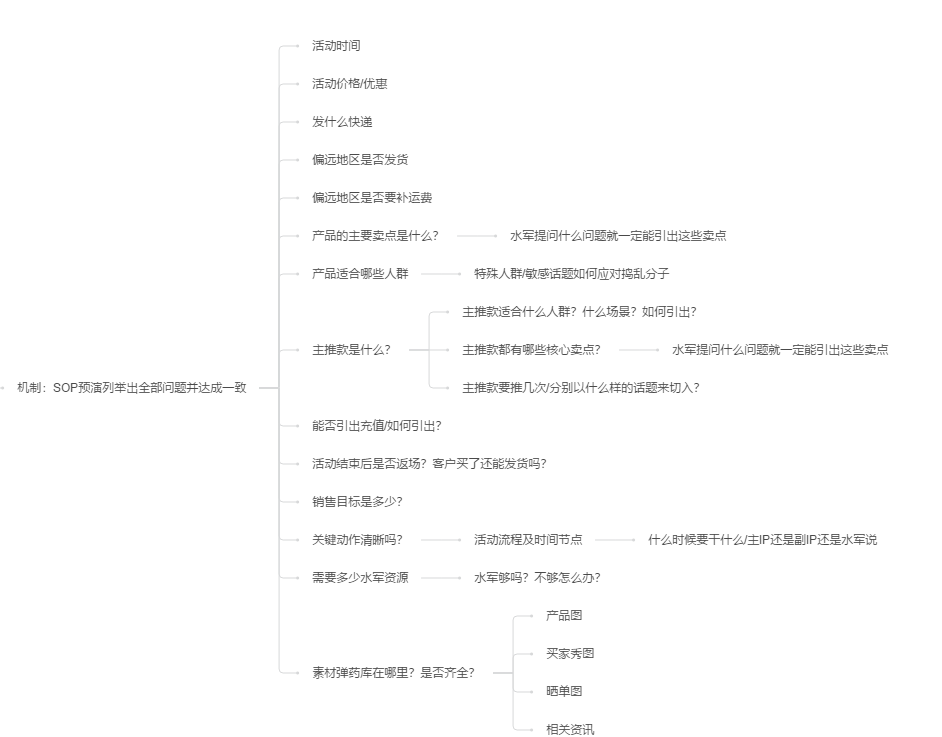 活动时间
活动价格/优惠
发什么快递
偏远地区是否发货
偏远地区是否要补运费
产品的主要卖点是什么? 水军提问什么问题就一定能引出这些卖点
产品适合哪些人群 特殊人群/敏感话题如何应对捣乱分子
主推款适合什么人群？什么场景？如何引出?
主推款是什么? 主推款都有哪些核心卖点? 水军提问什么问题就一定能引出这些卖点
机制：SOP预演列举出全部问题并达成一致 主推款要推几次/分别以什么样的话题来切入?
能否引出充值/如何引出?
活动结束后是否返场？客户买了还能发货吗?
销售目标是多少?
关键动作清晰吗? 活动流程及时间节点 什么时候要干什么/主IP还是副IP还是水军说
需要多少水军资源 水军够吗？不够怎么办?
产品图
买家秀图
素材弹药库在哪里？是否齐全?
晒单图
相关资讯